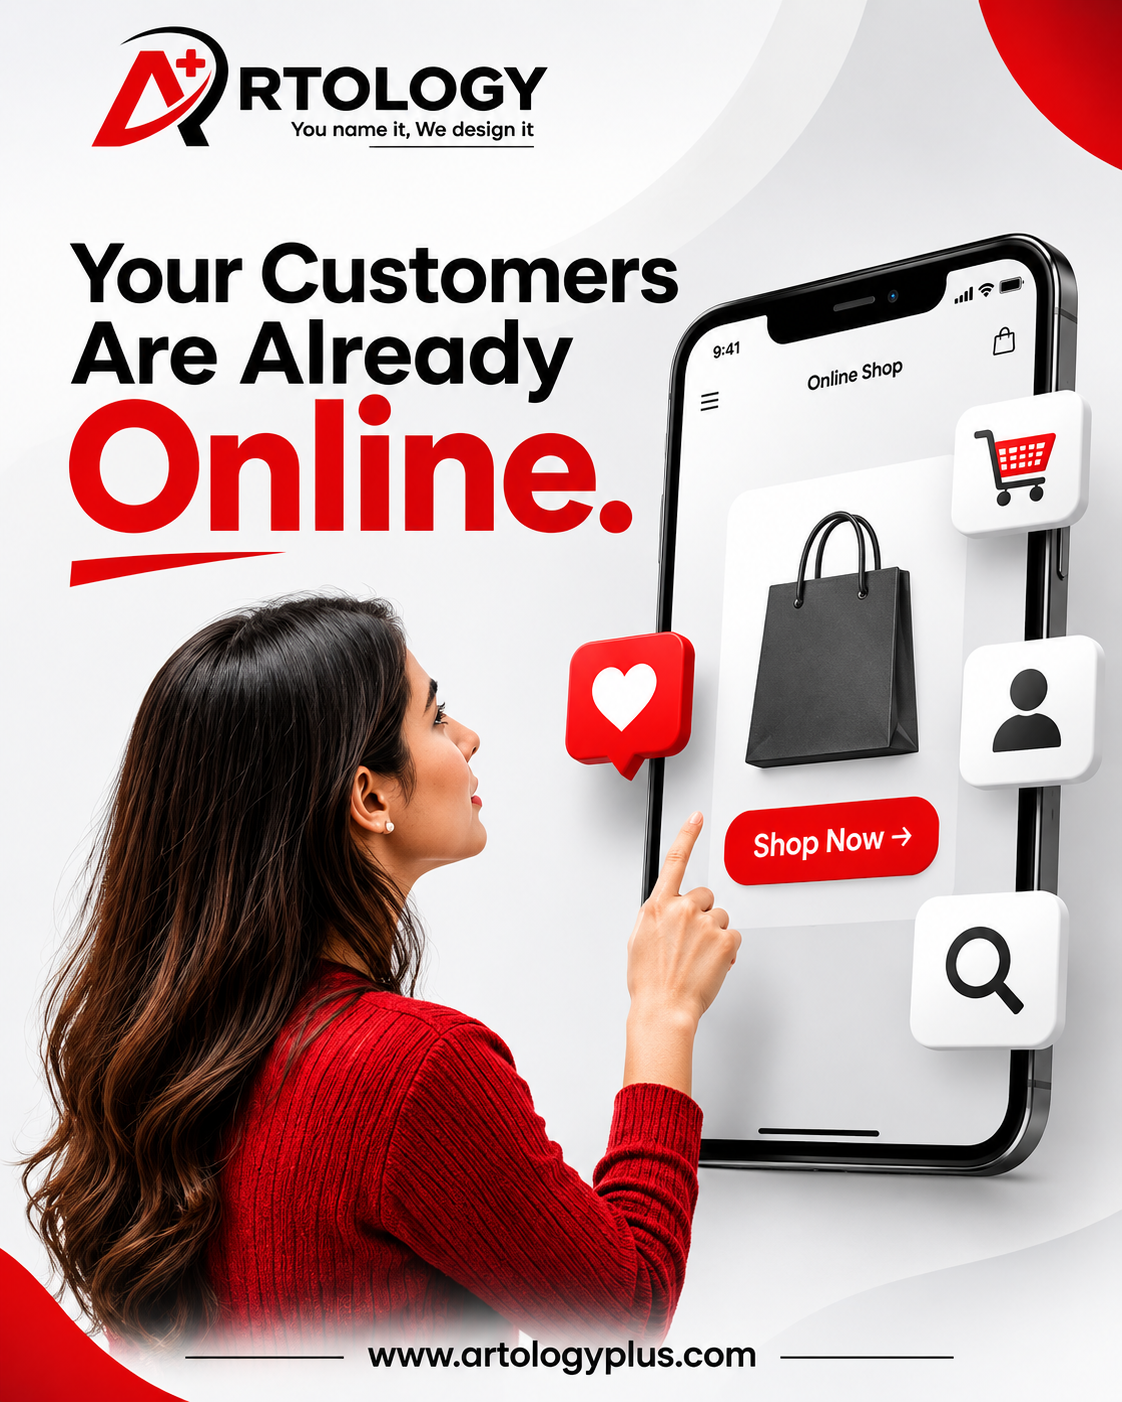 A+RTOLOGY
You name it, We design it
Your Customers
Are Already
Online.
9:41
Online Shop
Shop Now →
www.artologyplus.com